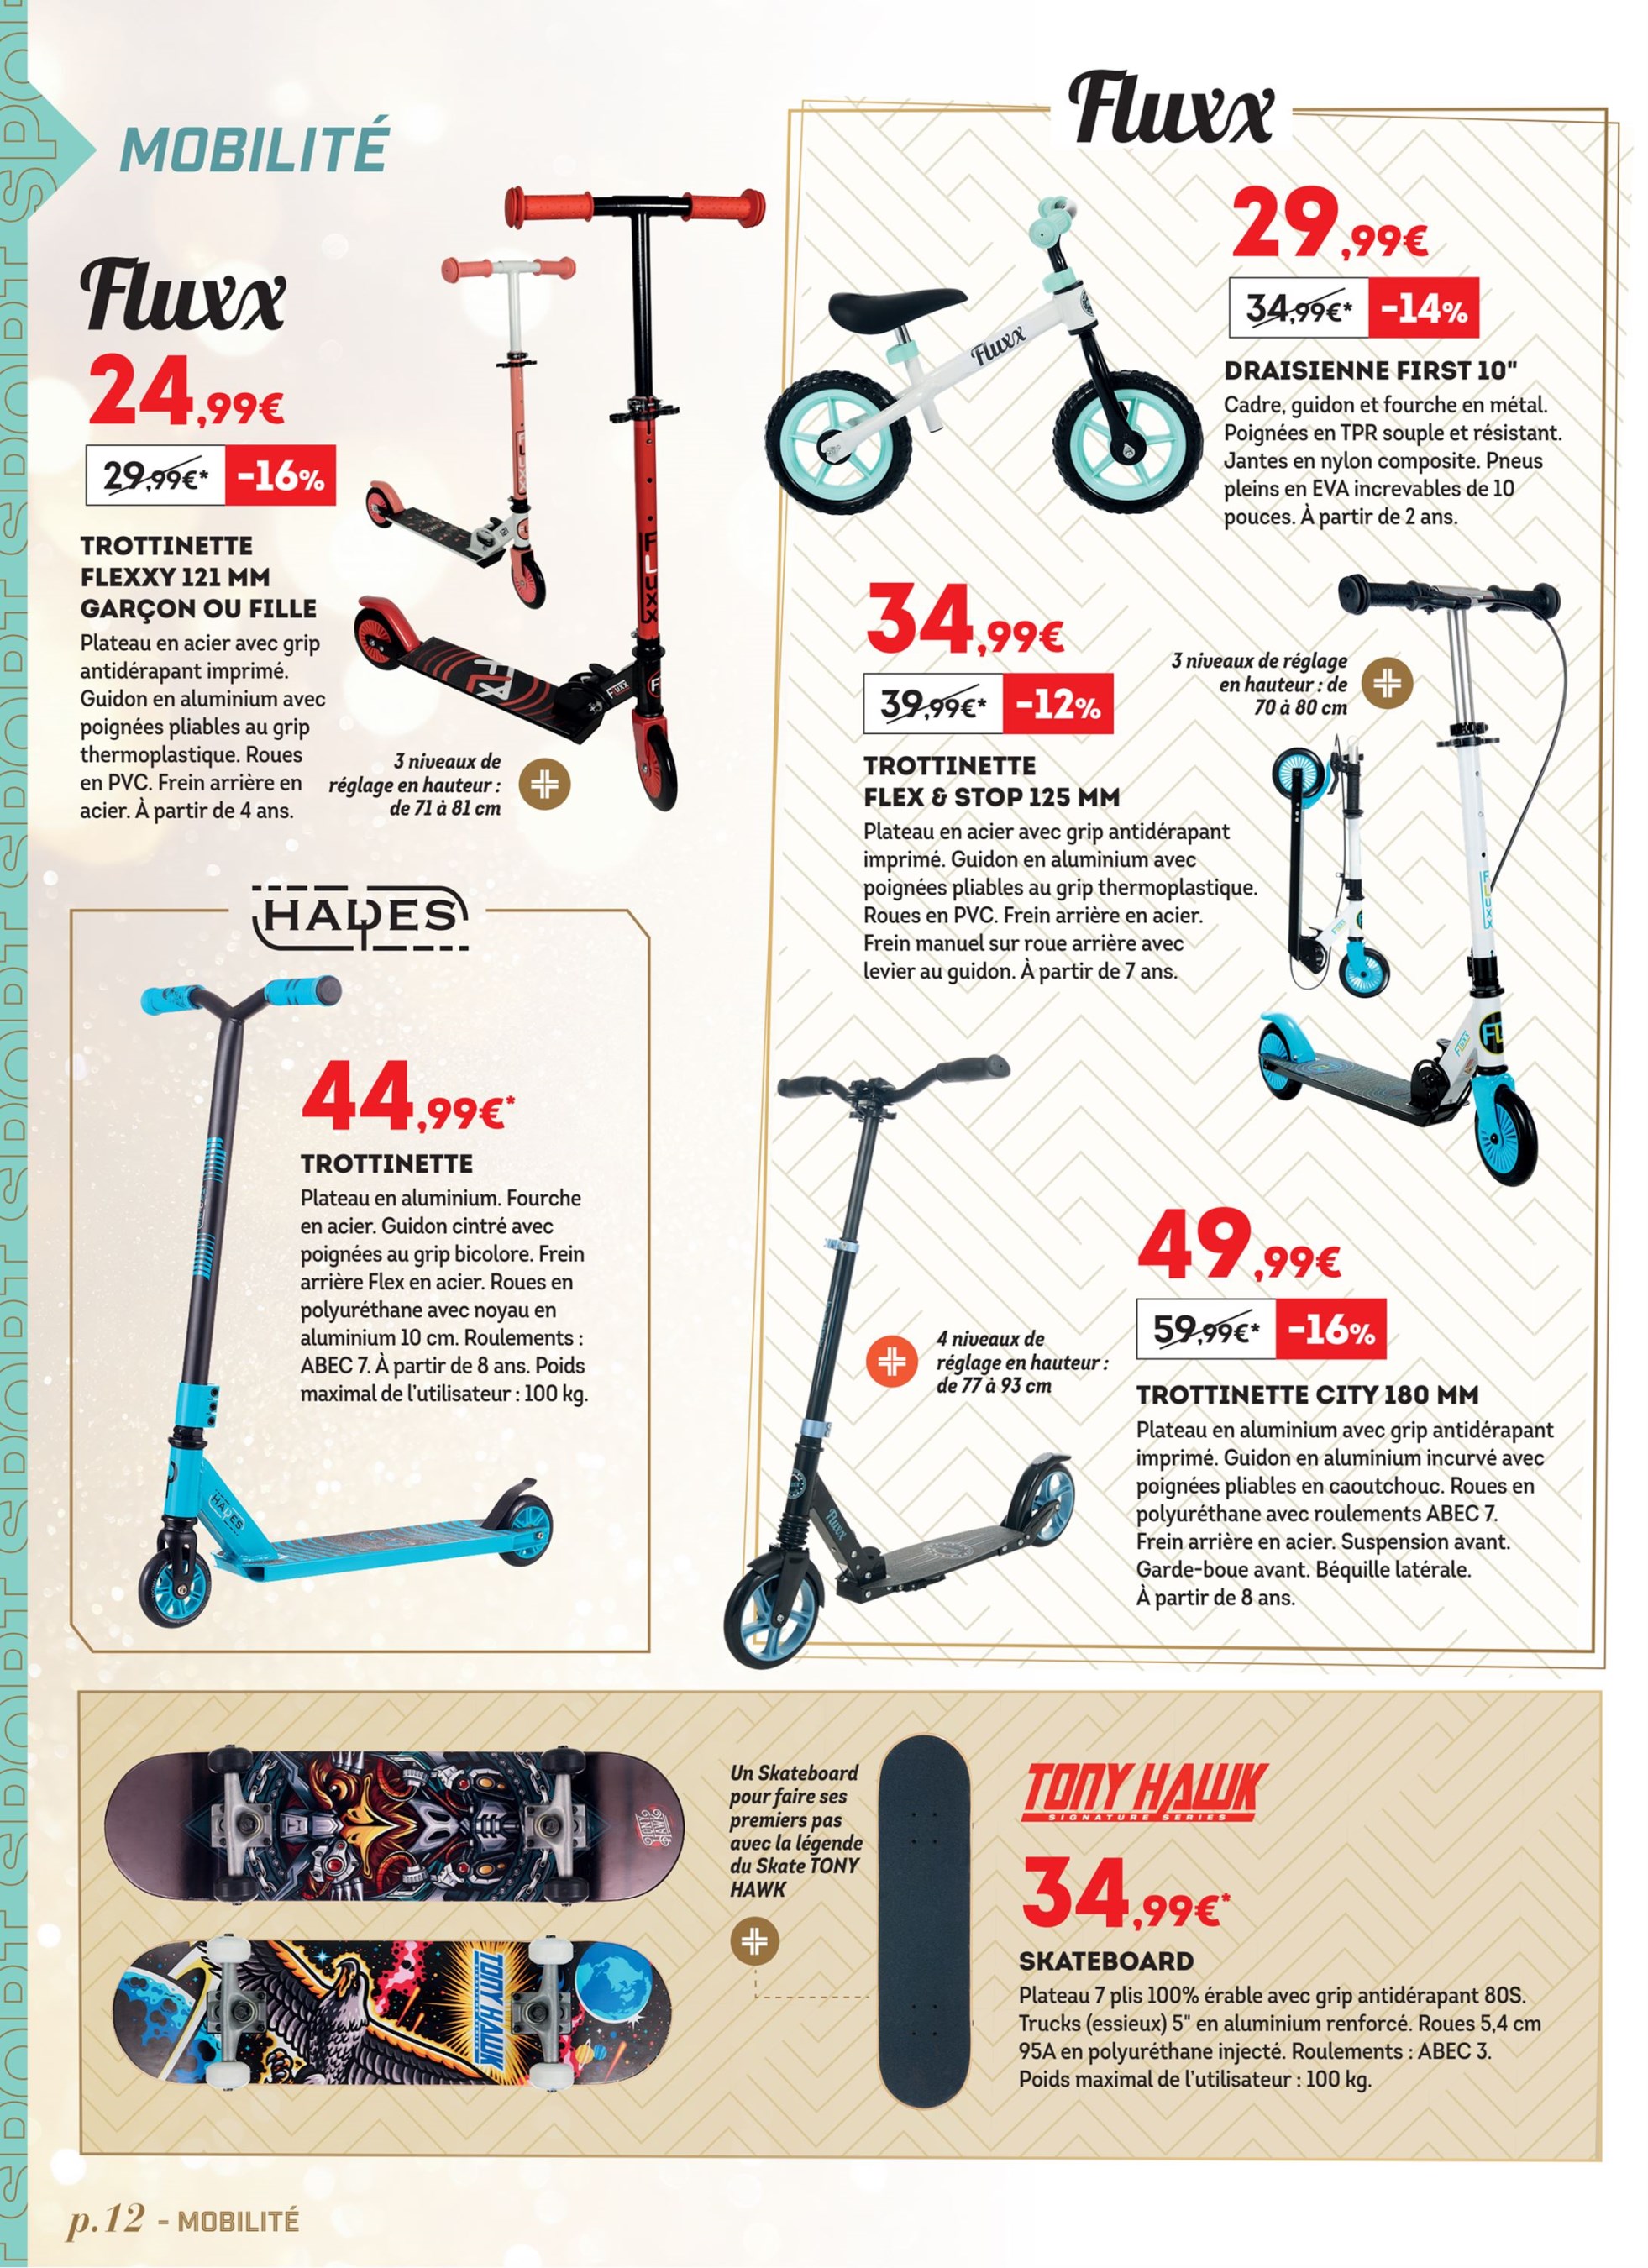 MOBILITÉ
Fluxx
24,99€
29,99€* -16%
TROTTINETTE
FLEXXY 121 MM
GARÇON OU FILLE
Plateau en acier avec grip
antidérapant imprimé.
Guidon en aluminium avec
poignées pliables au grip
thermoplastique. Roues
en PVC. Frein arrière en
acier. À partir de 4 ans.
3 niveaux de
réglage en hauteur :
de 71 à 81 cm
Fluxx
29,99€
34,99€* -14%
DRAISIENNE FIRST 10"
Cadre, guidon et fourche en métal.
Poignées en TPR souple et résistant.
Jantes en nylon composite. Pneus
pleins en EVA increvables de 10
pouces. À partir de 2 ans.
Fluxx
34,99€
39,99€* -12%
TROTTINETTE
FLEX & STOP 125 MM
Plateau en acier avec grip antidérapant
imprimé. Guidon en aluminium avec
poignées pliables au grip thermoplastique.
Roues en PVC. Frein arrière en acier.
Frein manuel sur roue arrière avec
levier au guidon. À partir de 7 ans.
3 niveaux de réglage
en hauteur : de
70 à 80 cm
HADES
44,99€*
TROTTINETTE
Plateau en aluminium. Fourche
en acier. Guidon cintré avec
poignées au grip bicolore. Frein
arrière Flex en acier. Roues en
polyuréthane avec noyau en
aluminium 10 cm. Roulements :
ABEC 7. À partir de 8 ans. Poids
maximal de l'utilisateur : 100 kg.
HADES
49,99€
59,99€* -16%
TROTTINETTE CITY 180 MM
Plateau en aluminium avec grip antidérapant
imprimé. Guidon en aluminium incurvé avec
poignées pliables en caoutchouc. Roues en
polyuréthane avec roulements ABEC 7.
Frein arrière en acier. Suspension avant.
Garde-boue avant. Béquille latérale.
À partir de 8 ans.
4 niveaux de
réglage en hauteur :
de 77 à 93 cm
Fluxx
Un Skateboard
pour faire ses
premiers pas
avec la légende
du Skate TONY
HAWK
TONY HAWK
SIGNATURE SERIES
34,99€*
SKATEBOARD
Plateau 7 plis 100% érable avec grip antidérapant 80S.
Trucks (essieux) 5" en aluminium renforcé. Roues 5,4 cm
95A en polyuréthane injecté. Roulements : ABEC 3.
Poids maximal de l'utilisateur : 100 kg.
TONY HAWK
TONY HAWK
p.12 - MOBILITÉ
SPORT SPORT SPORT SPORT SPORT SPORT SPORT